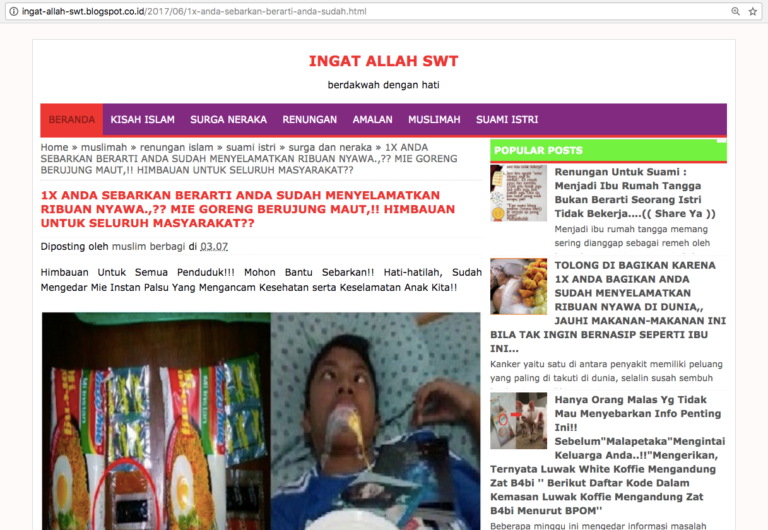 ingat-allah-swt.blogspot.co.id/2017/06/1x-anda-sebarkan-berarti-anda-sudah.html
INGAT ALLAH SWT
berdakwah dengan hati
BERANDA KISAH ISLAM SURGA NERAKA RENUNGAN AMALAN MUSLIMAH SUAMI ISTRI
Home » muslimah » renungan islam » suami istri » surga dan neraka » 1X ANDA
SEBARKAN BERARTI ANDA SUDAH MENYELAMATKAN RIBUAN NYAWA.,?? MIE GORENG
BERUJUNG MAUT,!! HIMBAUAN UNTUK SELURUH MASYARAKAT??
1X ANDA SEBARKAN BERARTI ANDA SUDAH MENYELAMATKAN
RIBUAN NYAWA.,?? MIE GORENG BERUJUNG MAUT,!! HIMBAUAN
UNTUK SELURUH MASYARAKAT??
Diposting oleh muslim berbagi di 03.07
Himbauan Untuk Semua Penduduk!!! Mohon Bantu Sebarkan!! Hati-hatilah, Sudah
Mengedar Mie Instan Palsu Yang Mengancam Kesehatan serta Keselamatan Anak Kita!!
POPULAR POSTS
Renungan Untuk Suami :
Menjadi Ibu Rumah Tangga
Bukan Berarti Seorang Istri
Tidak Bekerja....(( Share Ya ))
Menjadi ibu rumah tangga memang
sering dianggap sebagai remeh oleh
TOLONG DI BAGIKAN KARENA
1X ANDA BAGIKAN ANDA
SUDAH MENYELAMATKAN
RIBUAN NYAWA DI DUNIA,,
JAUHI MAKANAN-MAKANAN INI
BILA TAK INGIN BERNASIP SEPERTI IBU
INI...
Kanker yaitu satu di antara penyakit memiliki peluang
yang paling di takuti di dunia, selalin susah sembuh
Hanya Orang Malas Yg Tidak
Mau Menyebarkan Info Penting
Ini!!
Sebelum"Malapetaka"Mengintai
Keluarga Anda..!!"Mengerikan,
Ternyata Luwak White Koffie Mengandung
Zat B4bi '' Berikut Daftar Kode Dalam
Kemasan Luwak Koffie Mengandung Zat
B4bi Menurut BPOM''
Beberapa minggu ini mengedar informasi masalah